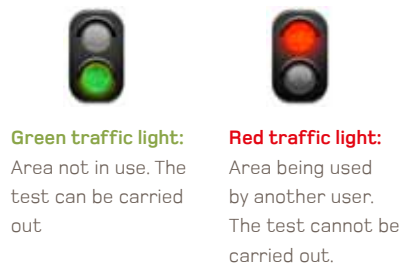 Green traffic light:
Area not in use. The
test can be carried
out
Red traffic light:
Area being used
by another user.
The test cannot be
carried out.